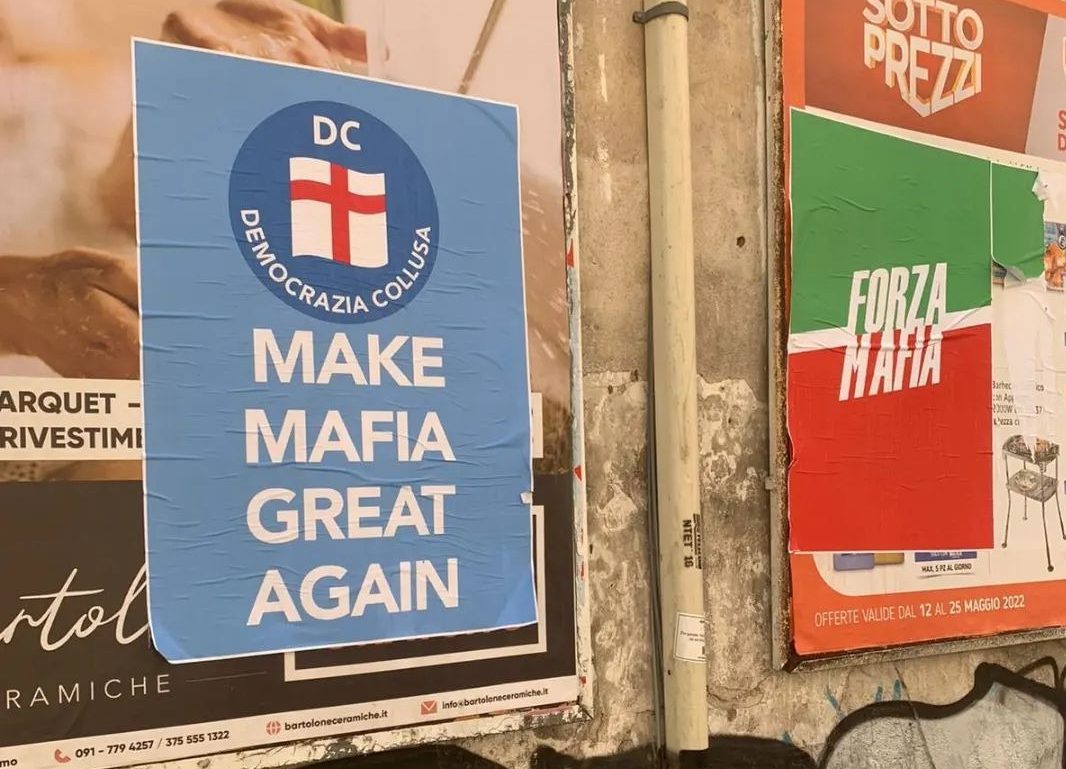 DC
DEMOCRAZIA COLLUSA
MAKE
MAFIA
GREAT
AGAIN
ARQUET –
RIVESTIME
ERAMICHE
091 - 779 4257 / 375 555 1322
bartoloneceramiche.it
info@bartoloneceramiche.it
SOTTO
PREZZI
FORZA
MAFIA
MAX. 5 PZ AL GIORNO
OFFERTE VALIDE DAL 12 AL 25 MAGGIO 2022